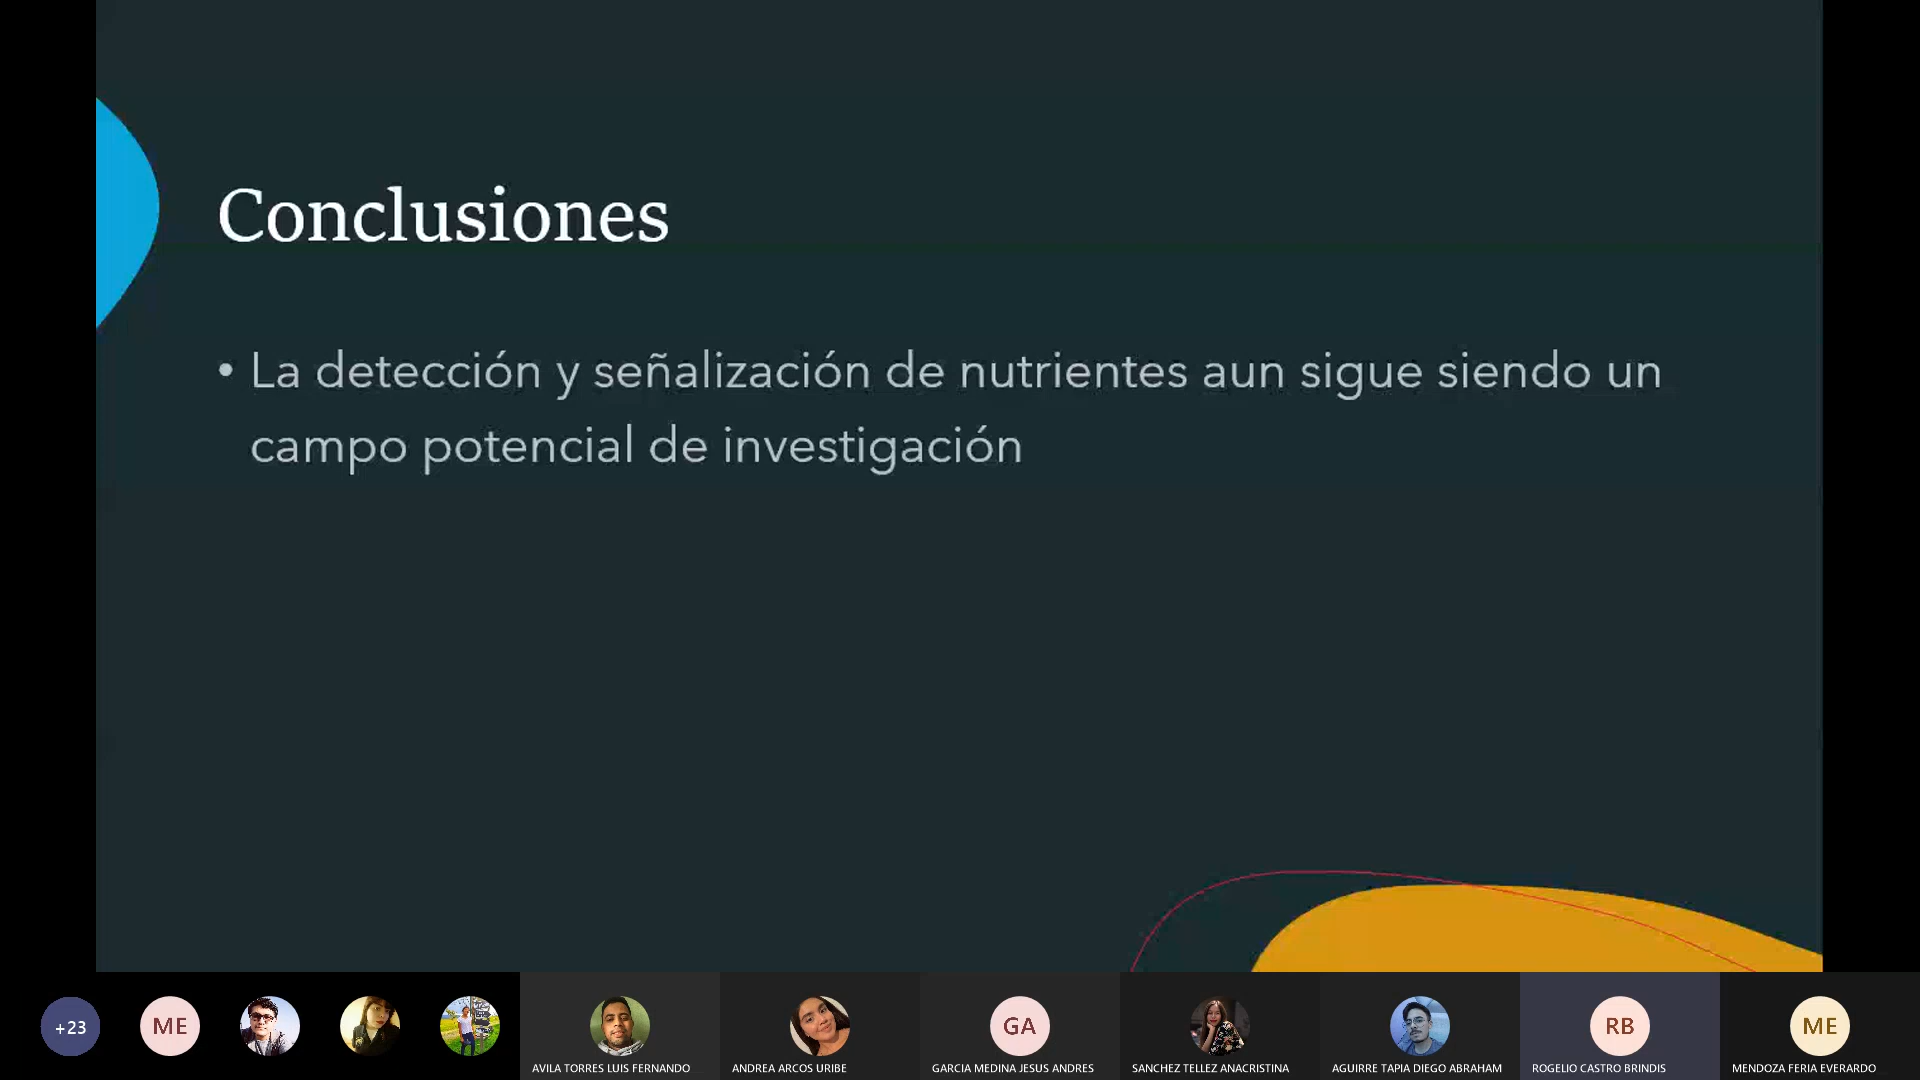 Conclusiones
• La detección y señalización de nutrientes aun sigue siendo un
campo potencial de investigación
+23
ME
GA
RB
ME
AVILA TORRES LUIS FERNANDO
ANDREA ARCOS URIBE
GARCIA MEDINA JESUS ANDRES
SANCHEZ TELLEZ ANACRISTINA
AGUIRRE TAPIA DIEGO ABRAHAM
ROGELIO CASTRO BRINDIS
MENDOZA FERIA EVERARDO